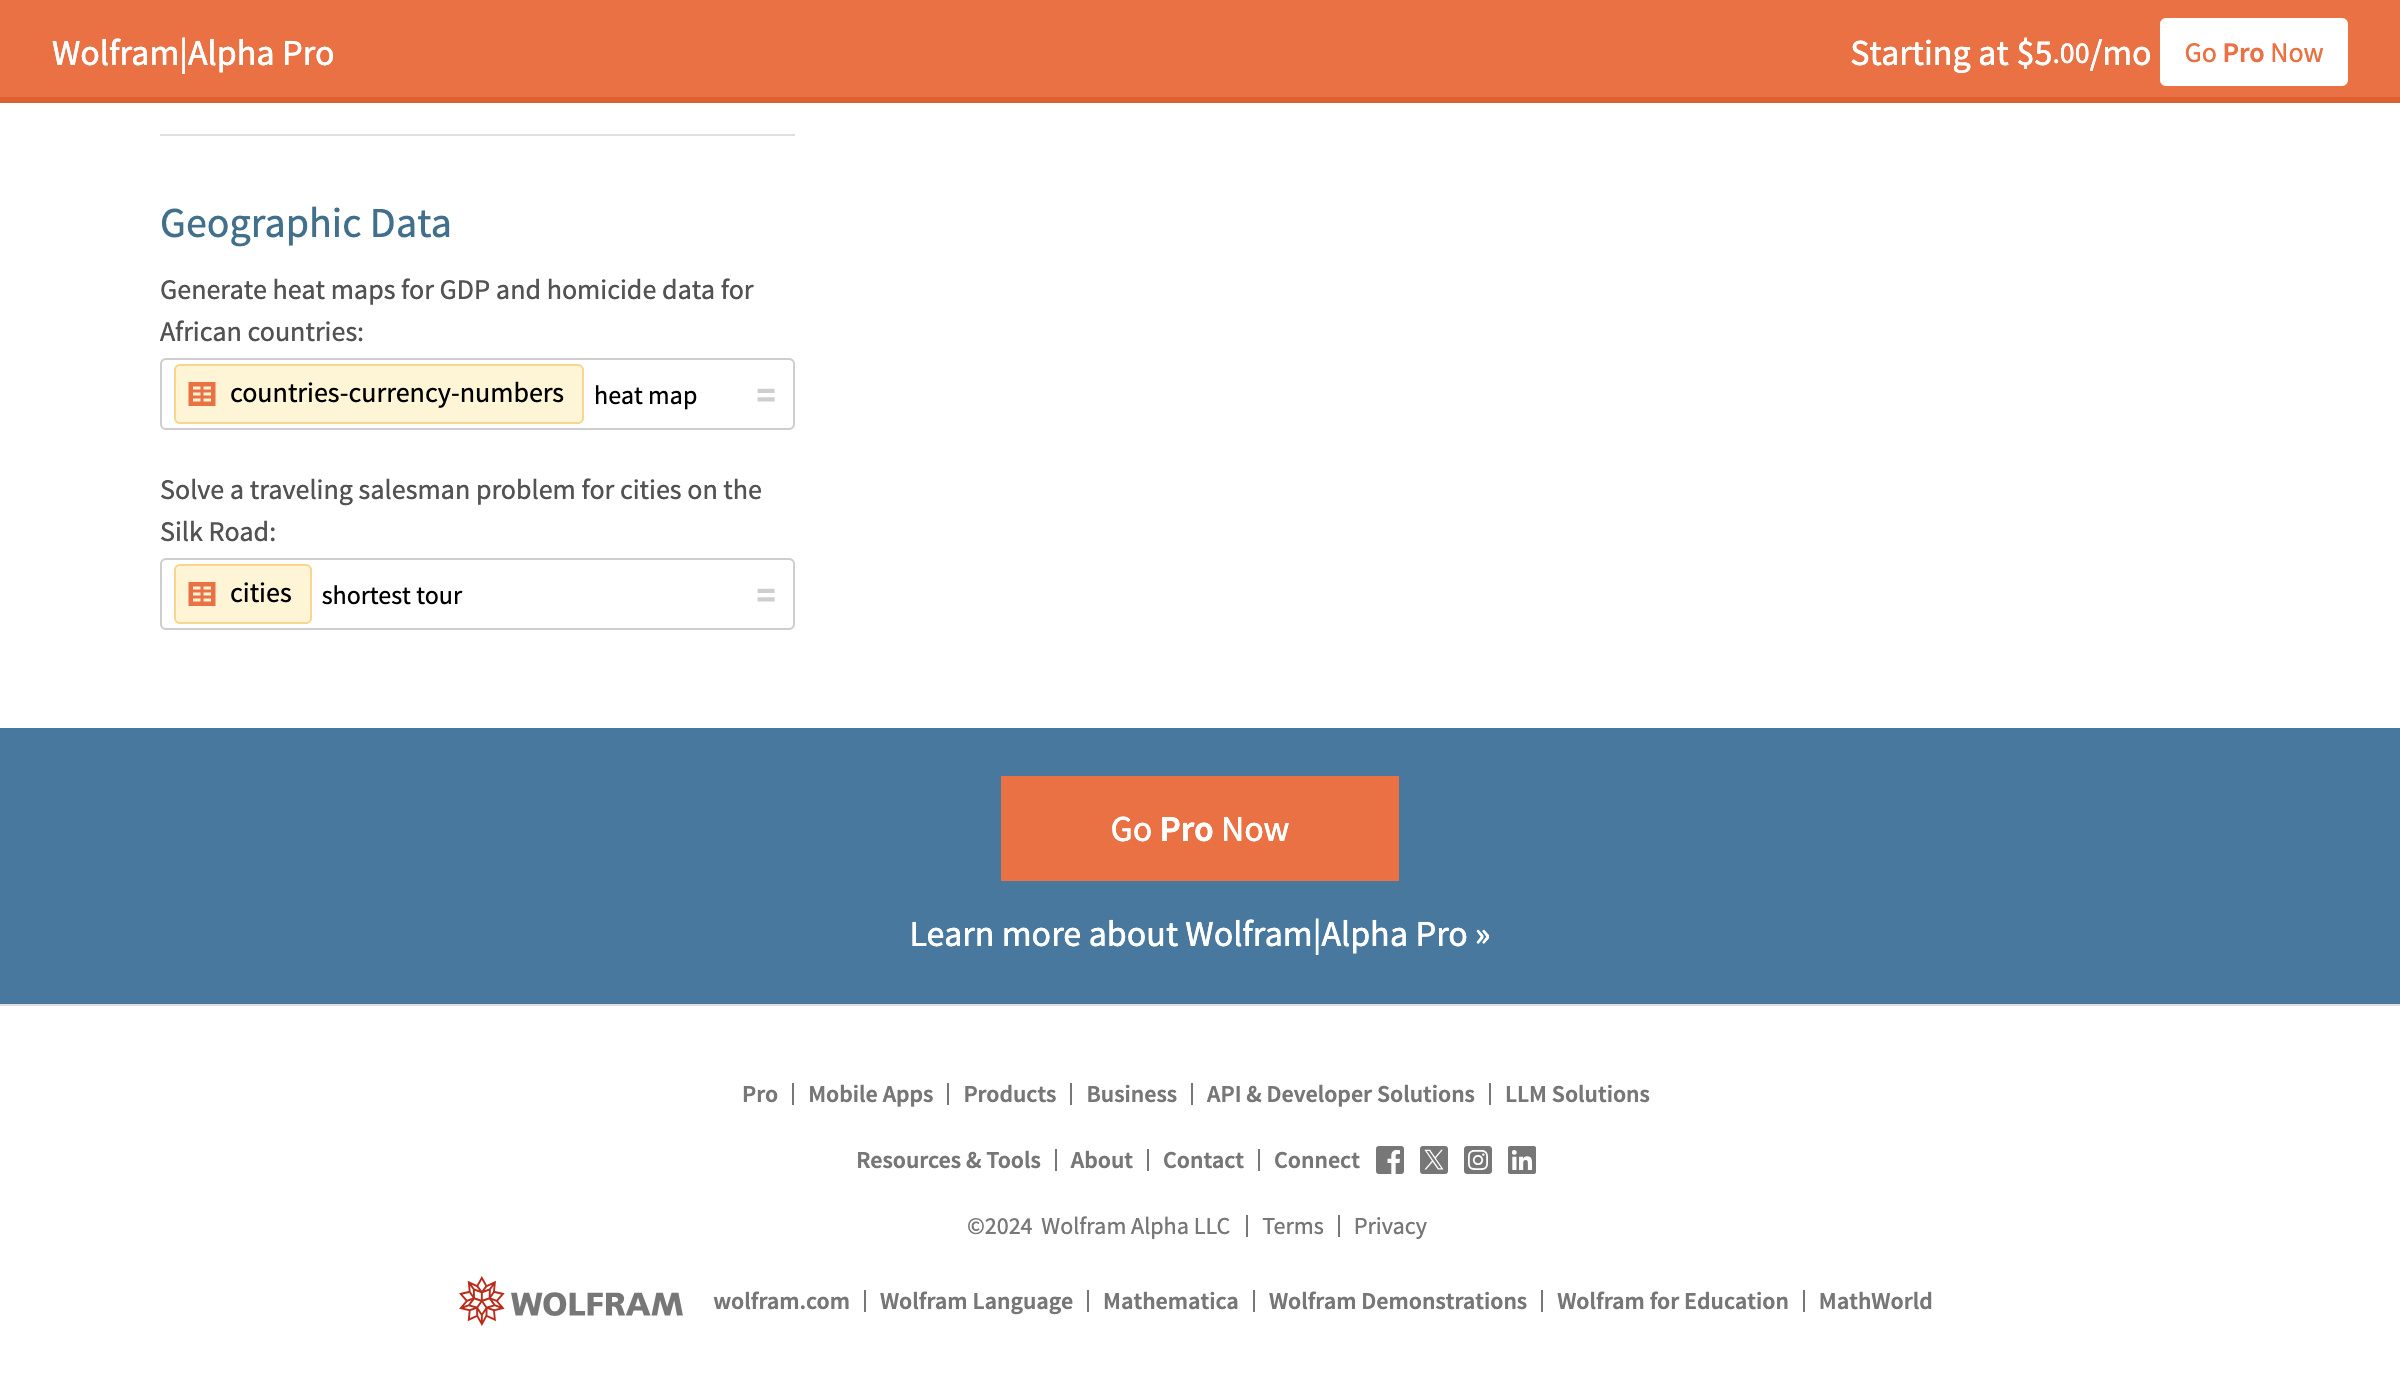 Wolfram|Alpha Pro
Starting at $5.00/mo
Go Pro Now
Geographic Data
Generate heat maps for GDP and homicide data for
African countries:
countries-currency-numbers heat map =
Solve a traveling salesman problem for cities on the
Silk Road:
cities shortest tour =
Go Pro Now
Learn more about Wolfram|Alpha Pro »
Pro | Mobile Apps | Products | Business | API & Developer Solutions | LLM Solutions
Resources & Tools | About | Contact | Connect
©2024 Wolfram Alpha LLC | Terms | Privacy
WOLFRAM wolfram.com | Wolfram Language | Mathematica | Wolfram Demonstrations | Wolfram for Education | MathWorld